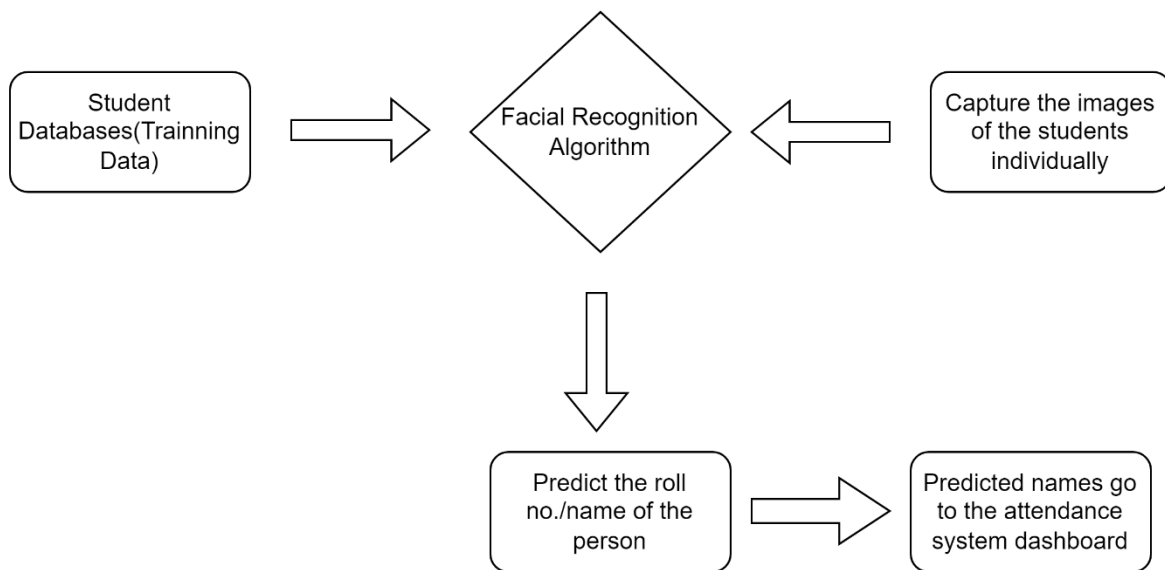 Student
Databases(Trainning
Data)
Facial Recognition
Algorithm
Capture the images
of the students
individually
Predict the roll
no./name of the
person
Predicted names go
to the attendance
system dashboard